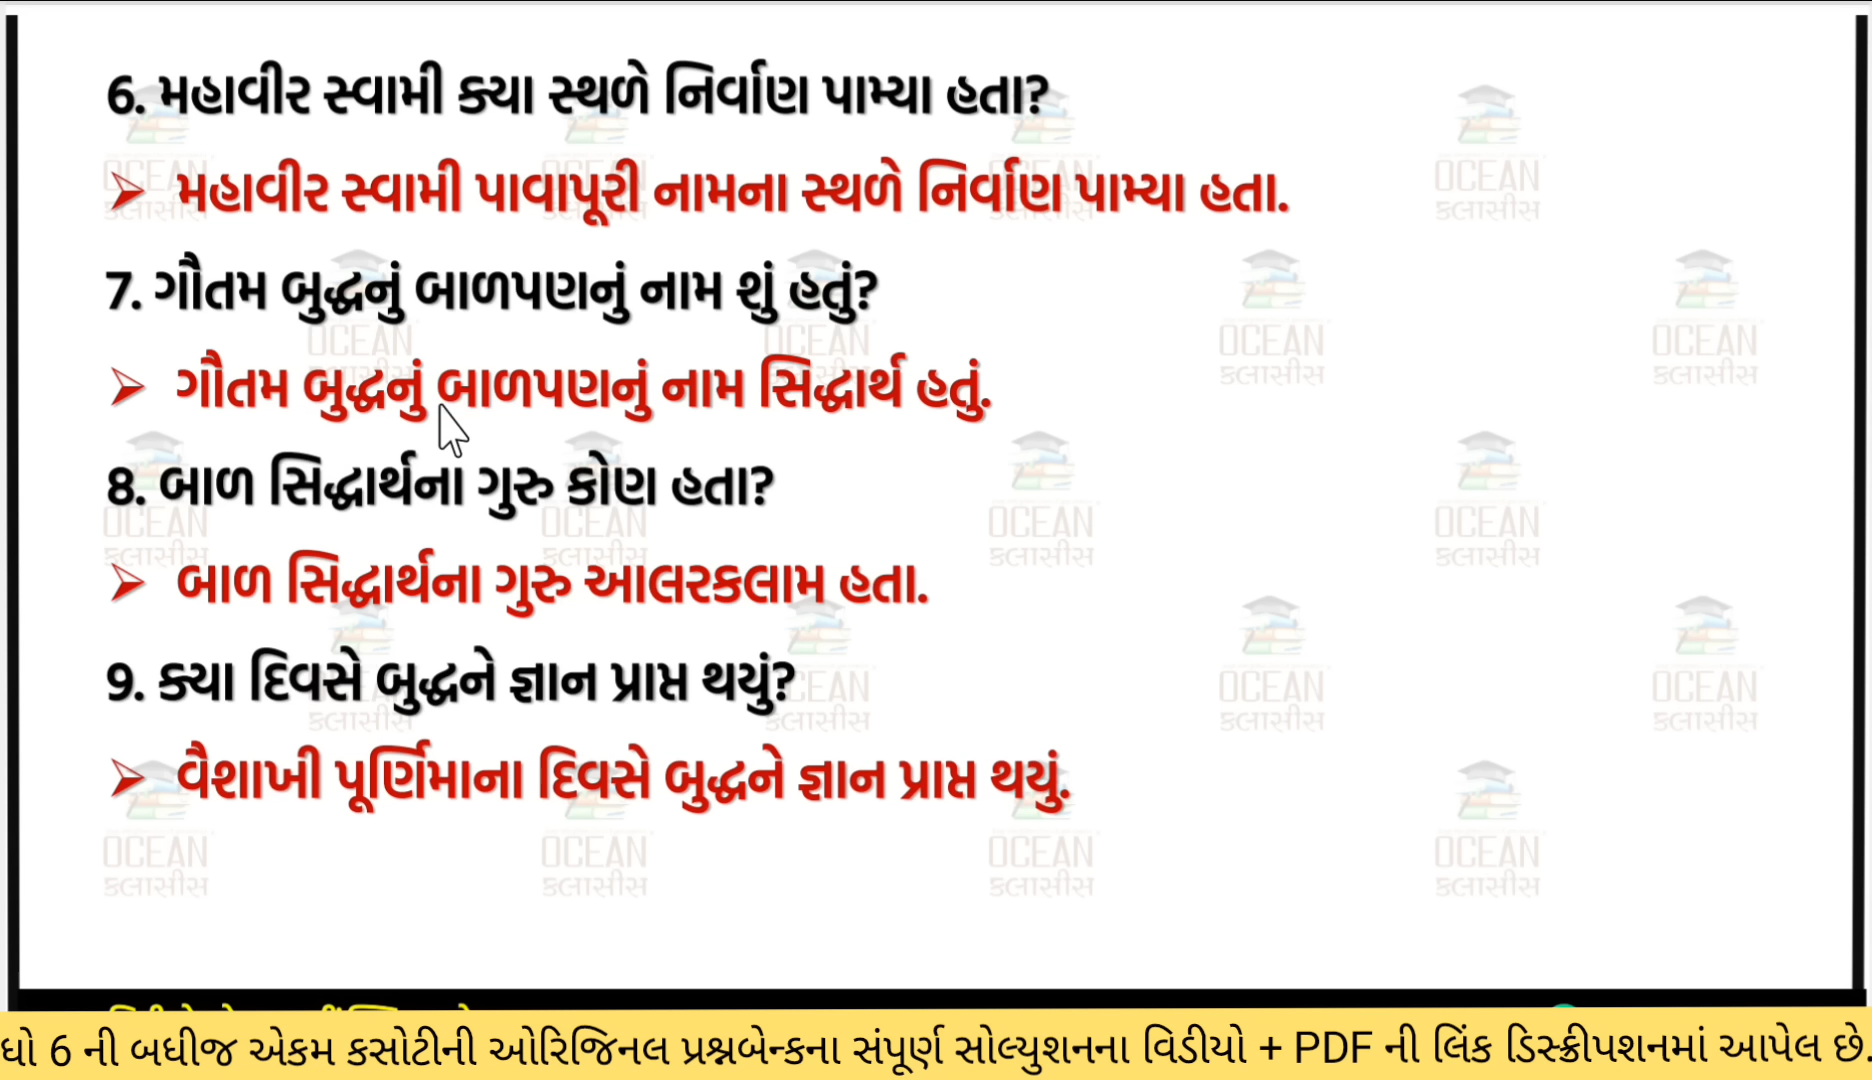 6. મહાવીર સ્વામી ક્યા સ્થળે નિર્વાણ પામ્યા હતા?
➢ મહાવીર સ્વામી પાવાપૂરી નામના સ્થળે નિર્વાણ પામ્યા હતા.
7. ગૌતમ બુદ્ધનું બાળપણનું નામ શું હતું?
➢ ગૌતમ બુદ્ધનું બાળપણનું નામ સિદ્ધાર્થ હતું.
8. બાળ સિદ્ધાર્થના ગુરુ કોણ હતા?
➢ બાળ સિદ્ધાર્થના ગુરુ આલરકલામ હતા.
9. ક્યા દિવસે બુદ્ધને જ્ઞાન પ્રાપ્ત થયું?
➢ વૈશાખી પૂર્ણિમાના દિવસે બુદ્ધને જ્ઞાન પ્રાપ્ત થયું.
OCEAN
કલાસીસ
ધો 6 ની બધીજ એકમ કસોટીની ઓરિજિનલ પ્રશ્નબેન્કના સંપૂર્ણ સોલ્યુશનના વિડીયો + PDF ની લિંક ડિસ્ક્રીપશનમાં આપેલ છે.